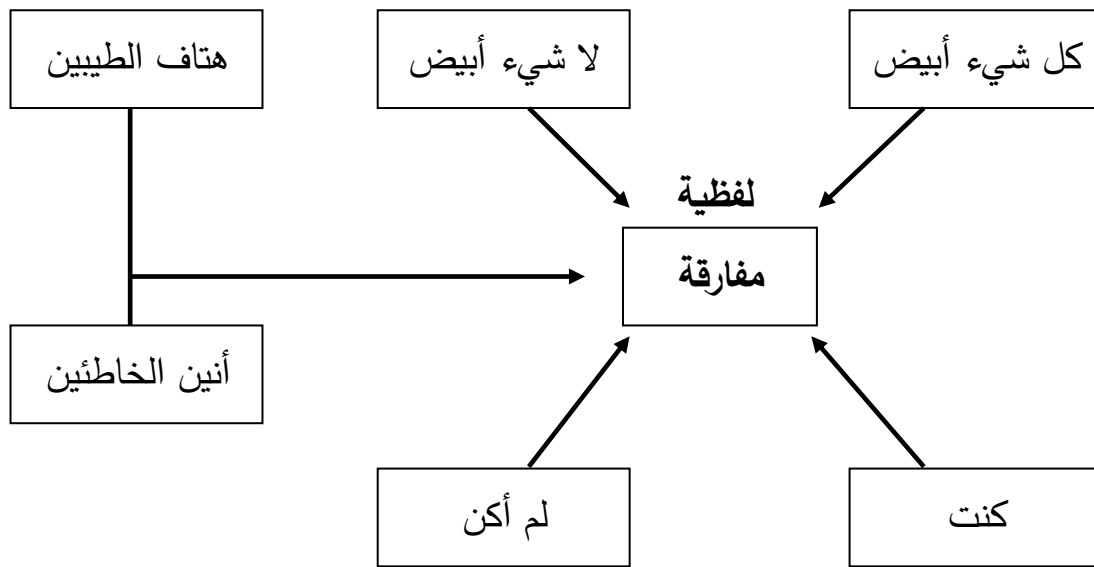 كل شيء أبيض
لا شيء أبيض
هتاف الطيبين
لفظية
مفارقة
أنين الخاطئين
كنت
لم أكن